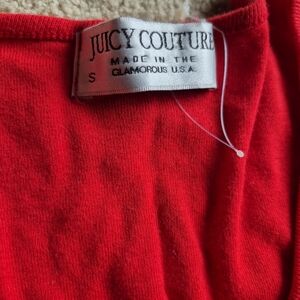 JUICY COUTURE
MADE IN THE
S GLAMOROUS U.S.A.